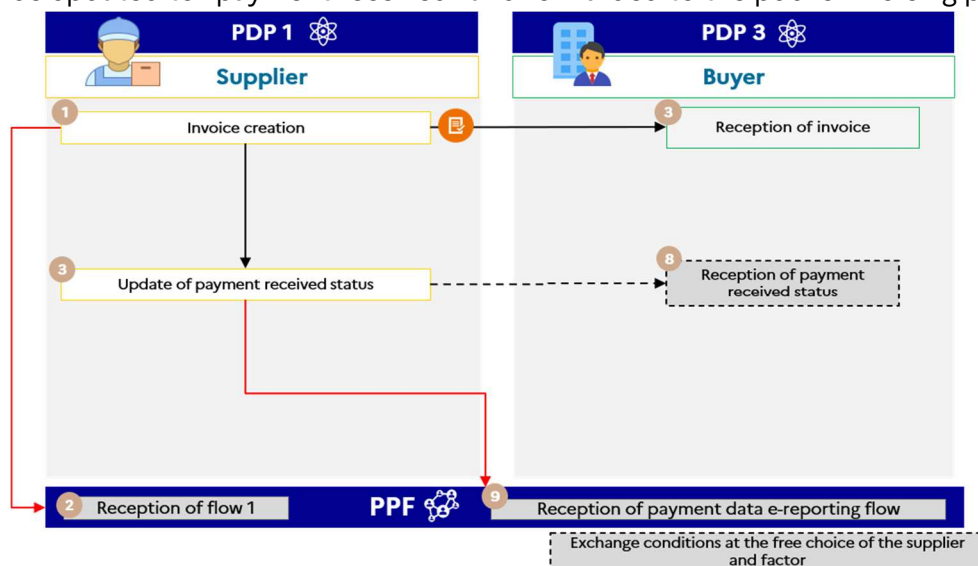 PDP 1
PDP 3
Supplier
Buyer
1
Invoice creation
3
Reception of invoice
3
Update of payment received status
8
Reception of payment
received status
2
Reception of flow 1
PPF
9
Reception of payment data e-reporting flow
Exchange conditions at the free choice of the supplier
and factor